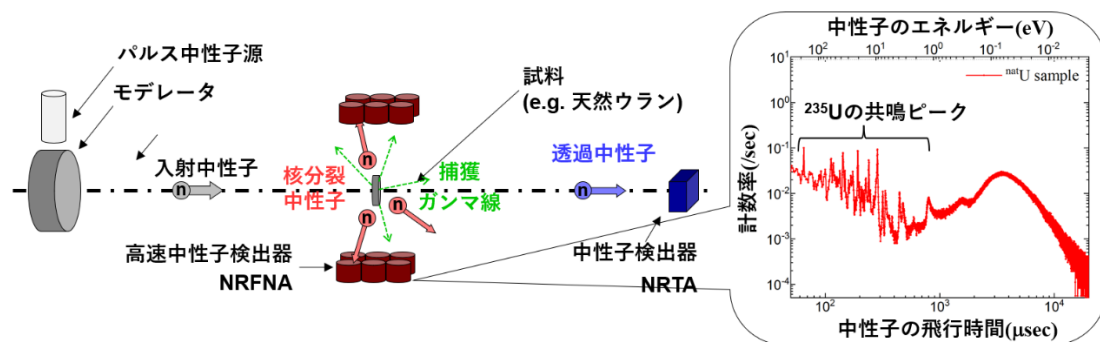 パルス中性子源
モデレータ
入射中性子
n
核分裂
中性子
n
n
n
捕獲
ガンマ線
試料
(e.g. 天然ウラン)
透過中性子
n
高速中性子検出器
NRFNA
中性子検出器
NRTA
中性子のエネルギー(eV)
10² 10¹ 10⁰ 10⁻¹ 10⁻²
10¹
10⁰
10⁻¹
10⁻²
10⁻³
10⁻⁴
計数率(/sec)
natU sample
²³⁵Uの共鳴ピーク
10² 10³ 10⁴
中性子の飛行時間(μsec)